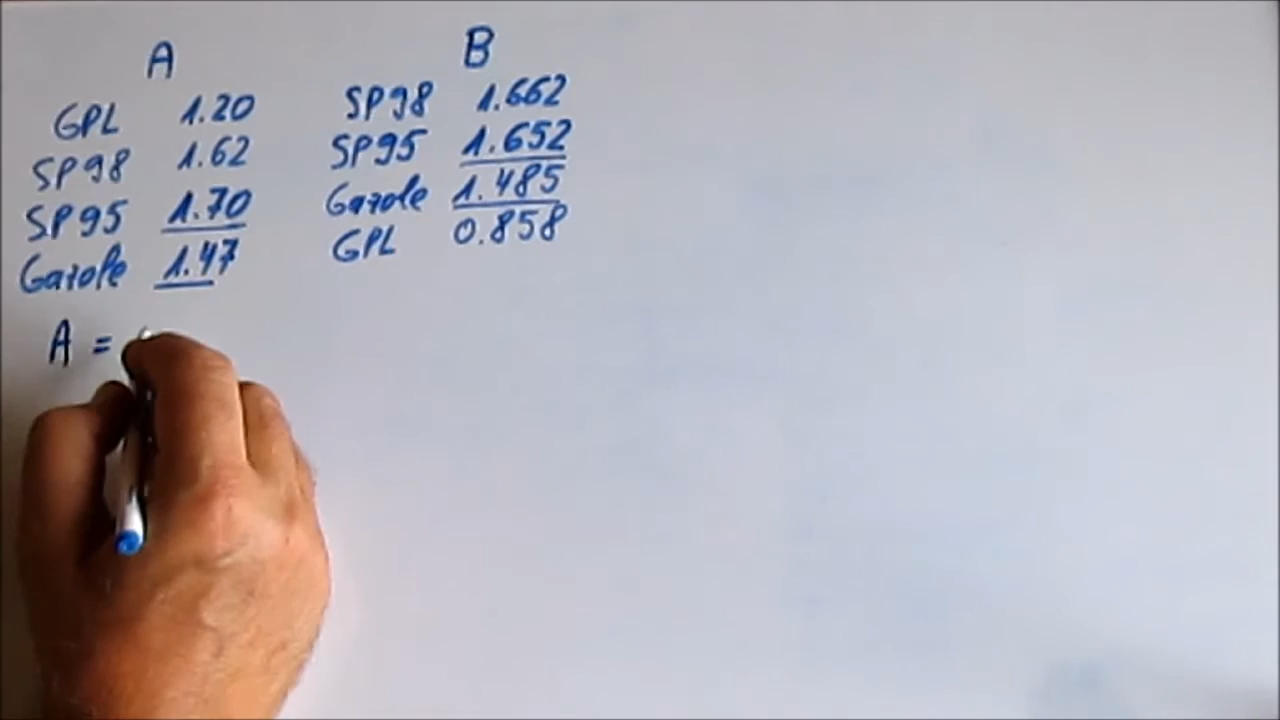 A
GPL 1.20
SP98 1.62
SP95 1.70
Gazole 1.47
A =
B
SP98 1.662
SP95 1.652
Gazole 1.485
GPL 0.858